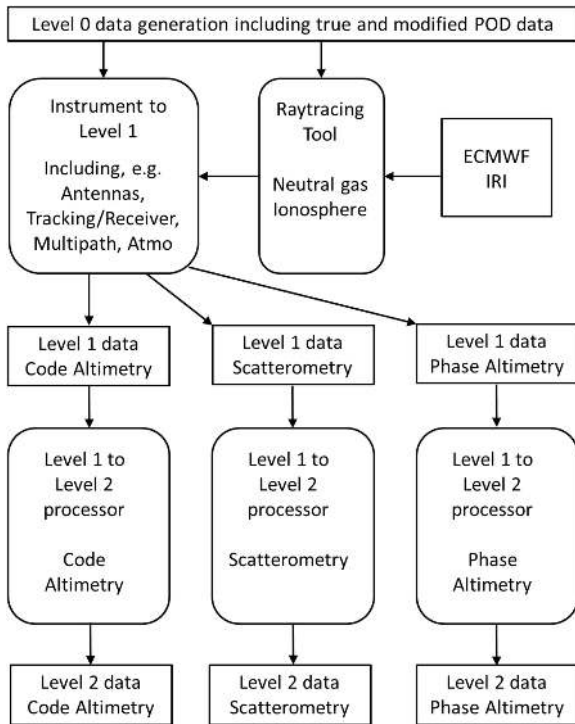 Level 0 data generation including true and modified POD data
Instrument to
Level 1
Including, e.g.
Antennas,
Tracking/Receiver,
Multipath, Atmo
Raytracing
Tool
Neutral gas
Ionosphere
ECMWF
IRI
Level 1 data
Code Altimetry
Level 1 data
Scatterometry
Level 1 data
Phase Altimetry
Level 1 to
Level 2
processor
Code
Altimetry
Level 1 to
Level 2
processor
Scatterometry
Level 1 to
Level 2
processor
Phase
Altimetry
Level 2 data
Code Altimetry
Level 2 data
Scatterometry
Level 2 data
Phase Altimetry